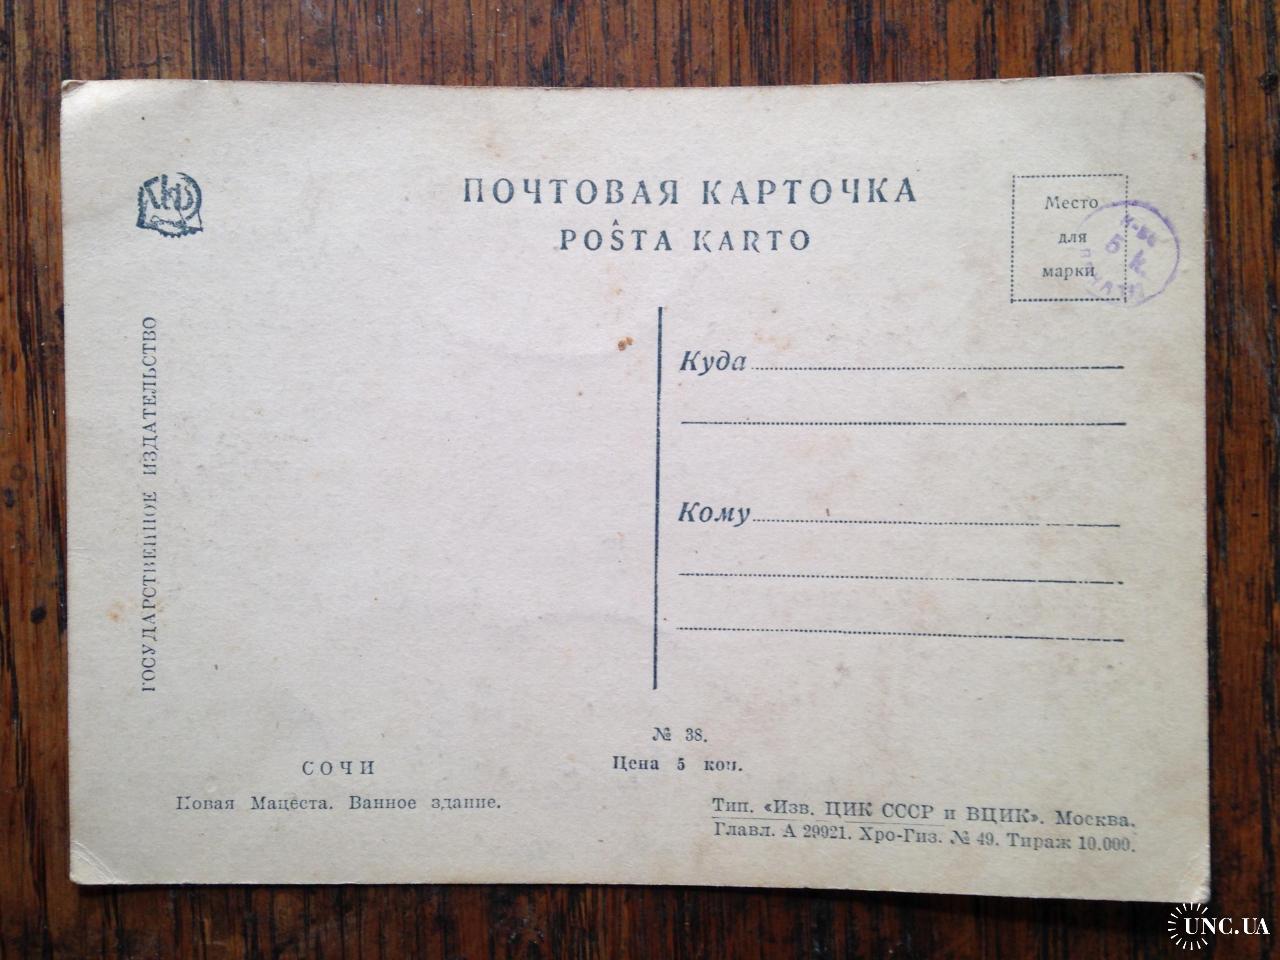 ПОЧТОВАЯ КАРТОЧКА
POŜTA KARTO
Место
для
марки
5 k.
ГОСУДАРСТВЕННОЕ ИЗДАТЕЛЬСТВО
Куда
Кому
№ 38.
Цена 5 коп.
СОЧИ
Новая Мацеста. Ванное здание.
Тип. «Изв. ЦИК СССР и ВЦИК». Москва.
Главл. А 29921. Хро-Гиз. № 49. Тираж 10.000.
UNC.UA